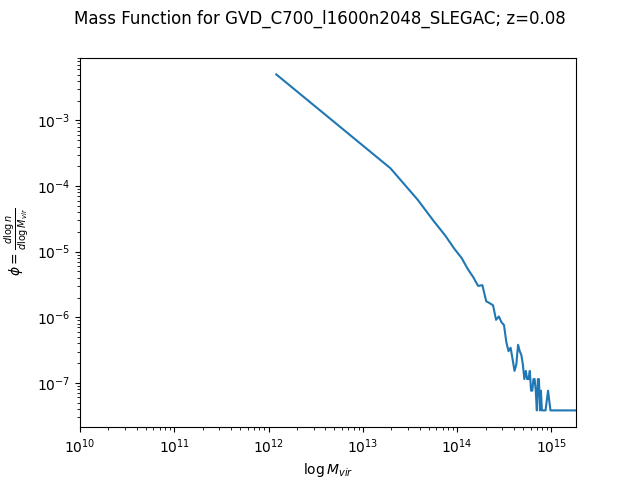 Mass Function for GVD_C700_l1600n2048_SLEGAC; z=0.08
10⁻³
10⁻⁴
10⁻⁵
10⁻⁶
10⁻⁷
ϕ = d log n / d log M_vir
10¹⁰ 10¹¹ 10¹² 10¹³ 10¹⁴ 10¹⁵
log M_vir